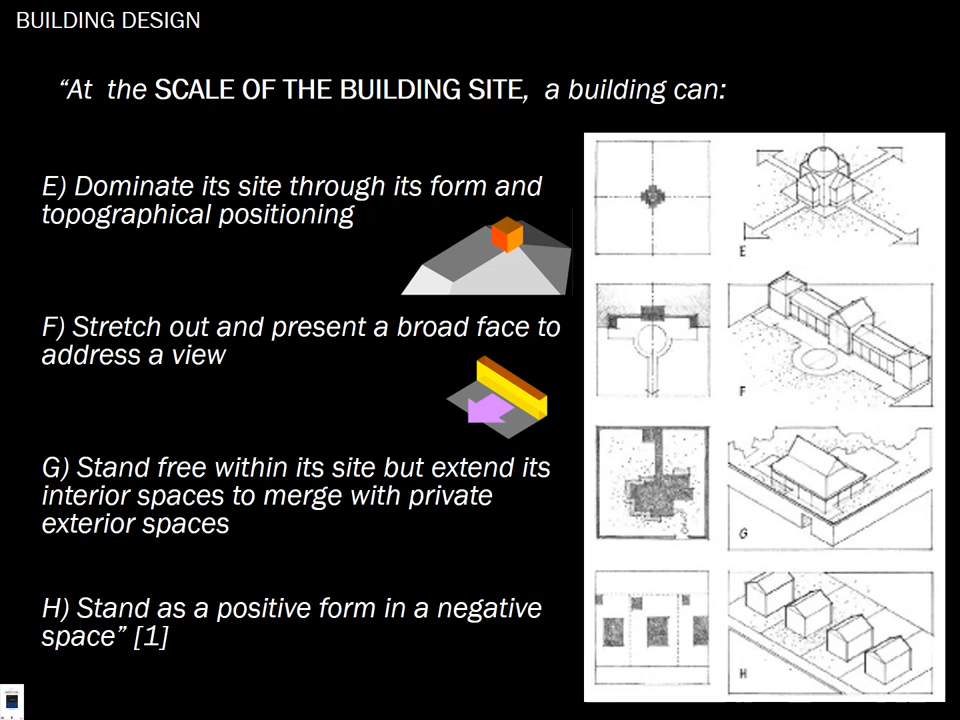 BUILDING DESIGN
“At the SCALE OF THE BUILDING SITE, a building can:
E) Dominate its site through its form and
topographical positioning
F) Stretch out and present a broad face to
address a view
G) Stand free within its site but extend its
interior spaces to merge with private
exterior spaces
H) Stand as a positive form in a negative
space” [1]
E
F
G
H